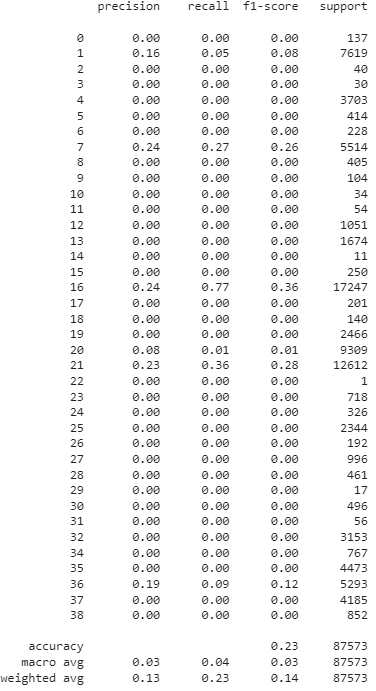 precision recall f1-score support
0 0.00 0.00 0.00 137
1 0.16 0.05 0.08 7619
2 0.00 0.00 0.00 40
3 0.00 0.00 0.00 30
4 0.00 0.00 0.00 3703
5 0.00 0.00 0.00 414
6 0.00 0.00 0.00 228
7 0.24 0.27 0.26 5514
8 0.00 0.00 0.00 405
9 0.00 0.00 0.00 104
10 0.00 0.00 0.00 34
11 0.00 0.00 0.00 54
12 0.00 0.00 0.00 1051
13 0.00 0.00 0.00 1674
14 0.00 0.00 0.00 11
15 0.00 0.00 0.00 250
16 0.24 0.77 0.36 17247
17 0.00 0.00 0.00 201
18 0.00 0.00 0.00 140
19 0.00 0.00 0.00 2466
20 0.08 0.01 0.01 9309
21 0.23 0.36 0.28 12612
22 0.00 0.00 0.00 1
23 0.00 0.00 0.00 718
24 0.00 0.00 0.00 326
25 0.00 0.00 0.00 2344
26 0.00 0.00 0.00 192
27 0.00 0.00 0.00 996
28 0.00 0.00 0.00 461
29 0.00 0.00 0.00 17
30 0.00 0.00 0.00 496
31 0.00 0.00 0.00 56
32 0.00 0.00 0.00 3153
34 0.00 0.00 0.00 767
35 0.00 0.00 0.00 4473
36 0.19 0.09 0.12 5293
37 0.00 0.00 0.00 4185
38 0.00 0.00 0.00 852
accuracy 0.23 87573
macro avg 0.03 0.04 0.03 87573
weighted avg 0.13 0.23 0.14 87573